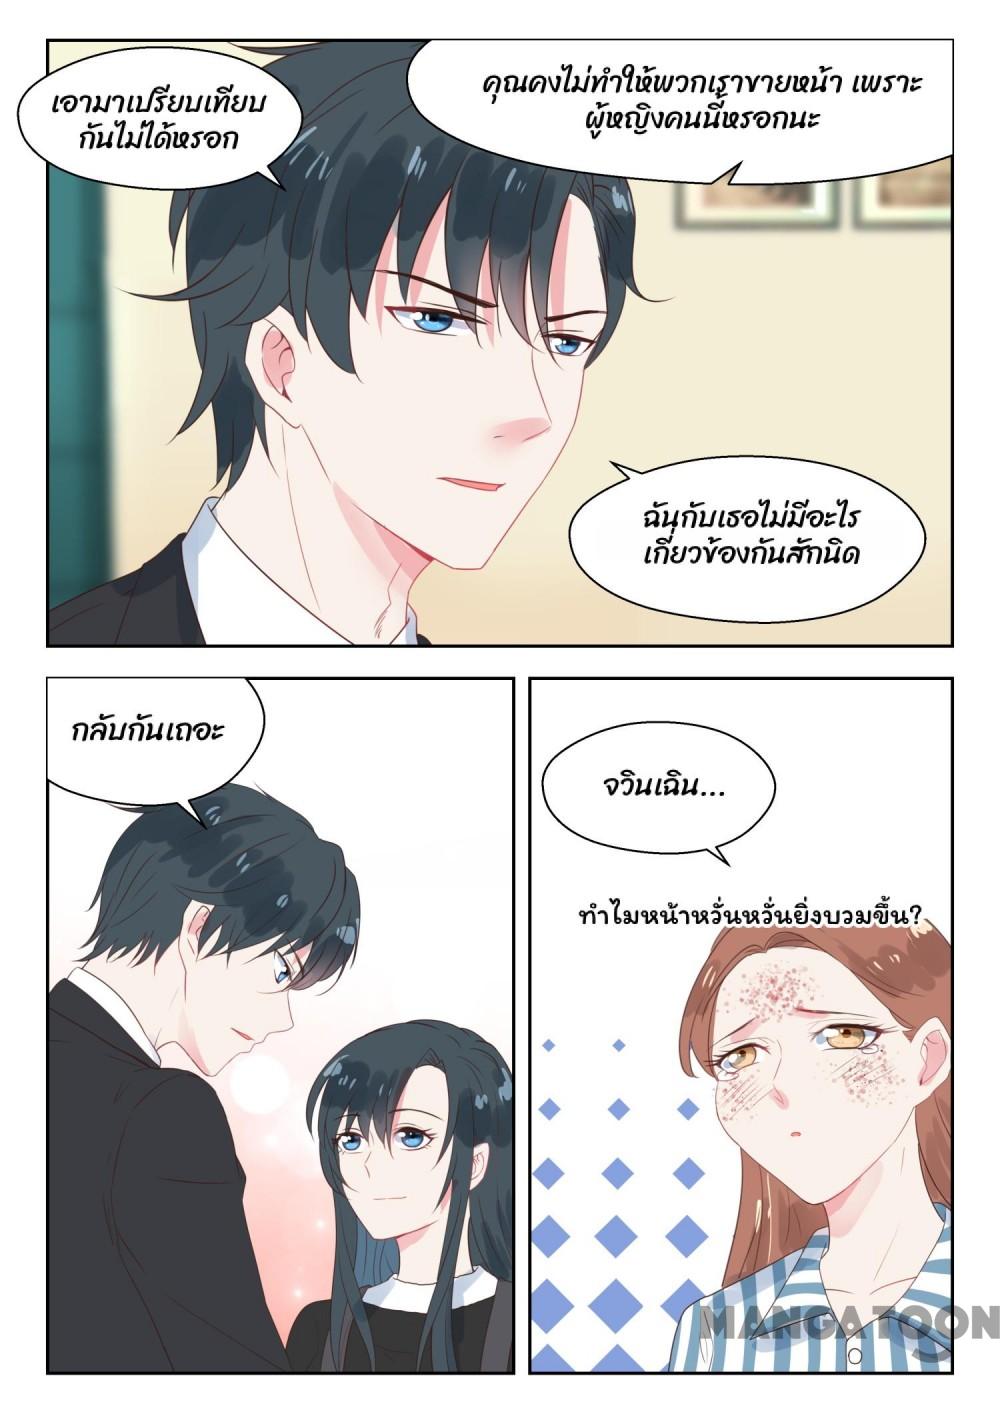 เอามาเปรียบเทียบ
กันไม่ได้หรอก
คุณคงไม่ทำให้พวกเราขายหน้า เพราะ
ผู้หญิงคนนี้หรอกนะ
ฉันกับเธอไม่มีอะไร
เกี่ยวข้องกันสักนิด
กลับกันเถอะ
จวินเฉิน...
ทำไมหน้าหวั่นหวั่นยิ่งบวมขึ้น?
MANGATOON